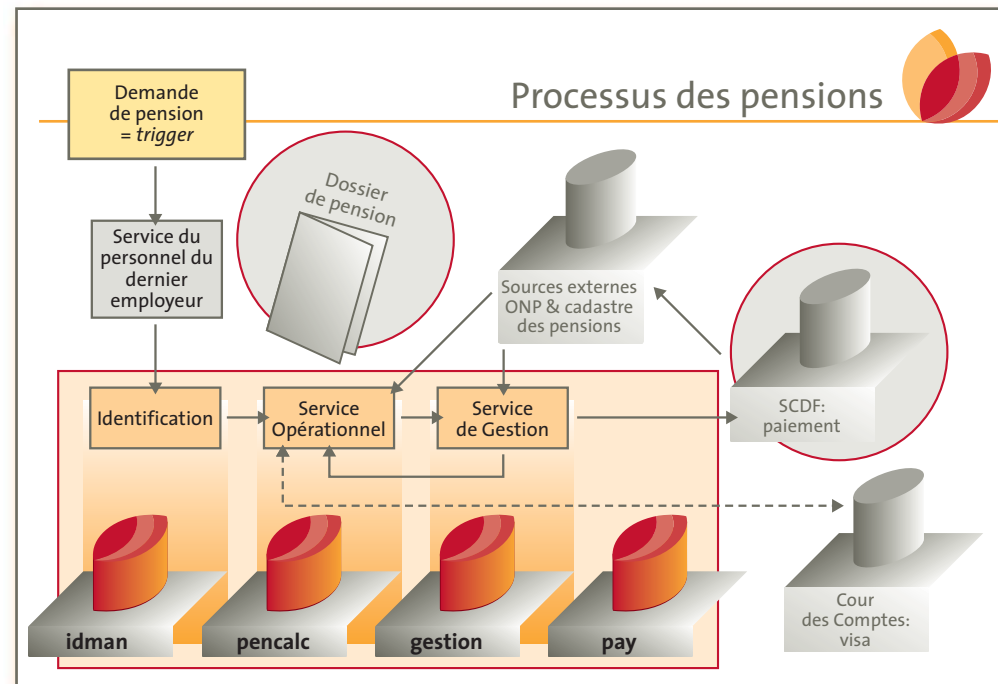 Processus des pensions
Demande
de pension
= trigger
Dossier
de pension
Service du
personnel du
dernier
employeur
Sources externes
ONP & cadastre
des pensions
Identification
Service
Opérationnel
Service
de Gestion
SCDF:
paiement
Cour
des Comptes:
visa
idman
pencalc
gestion
pay